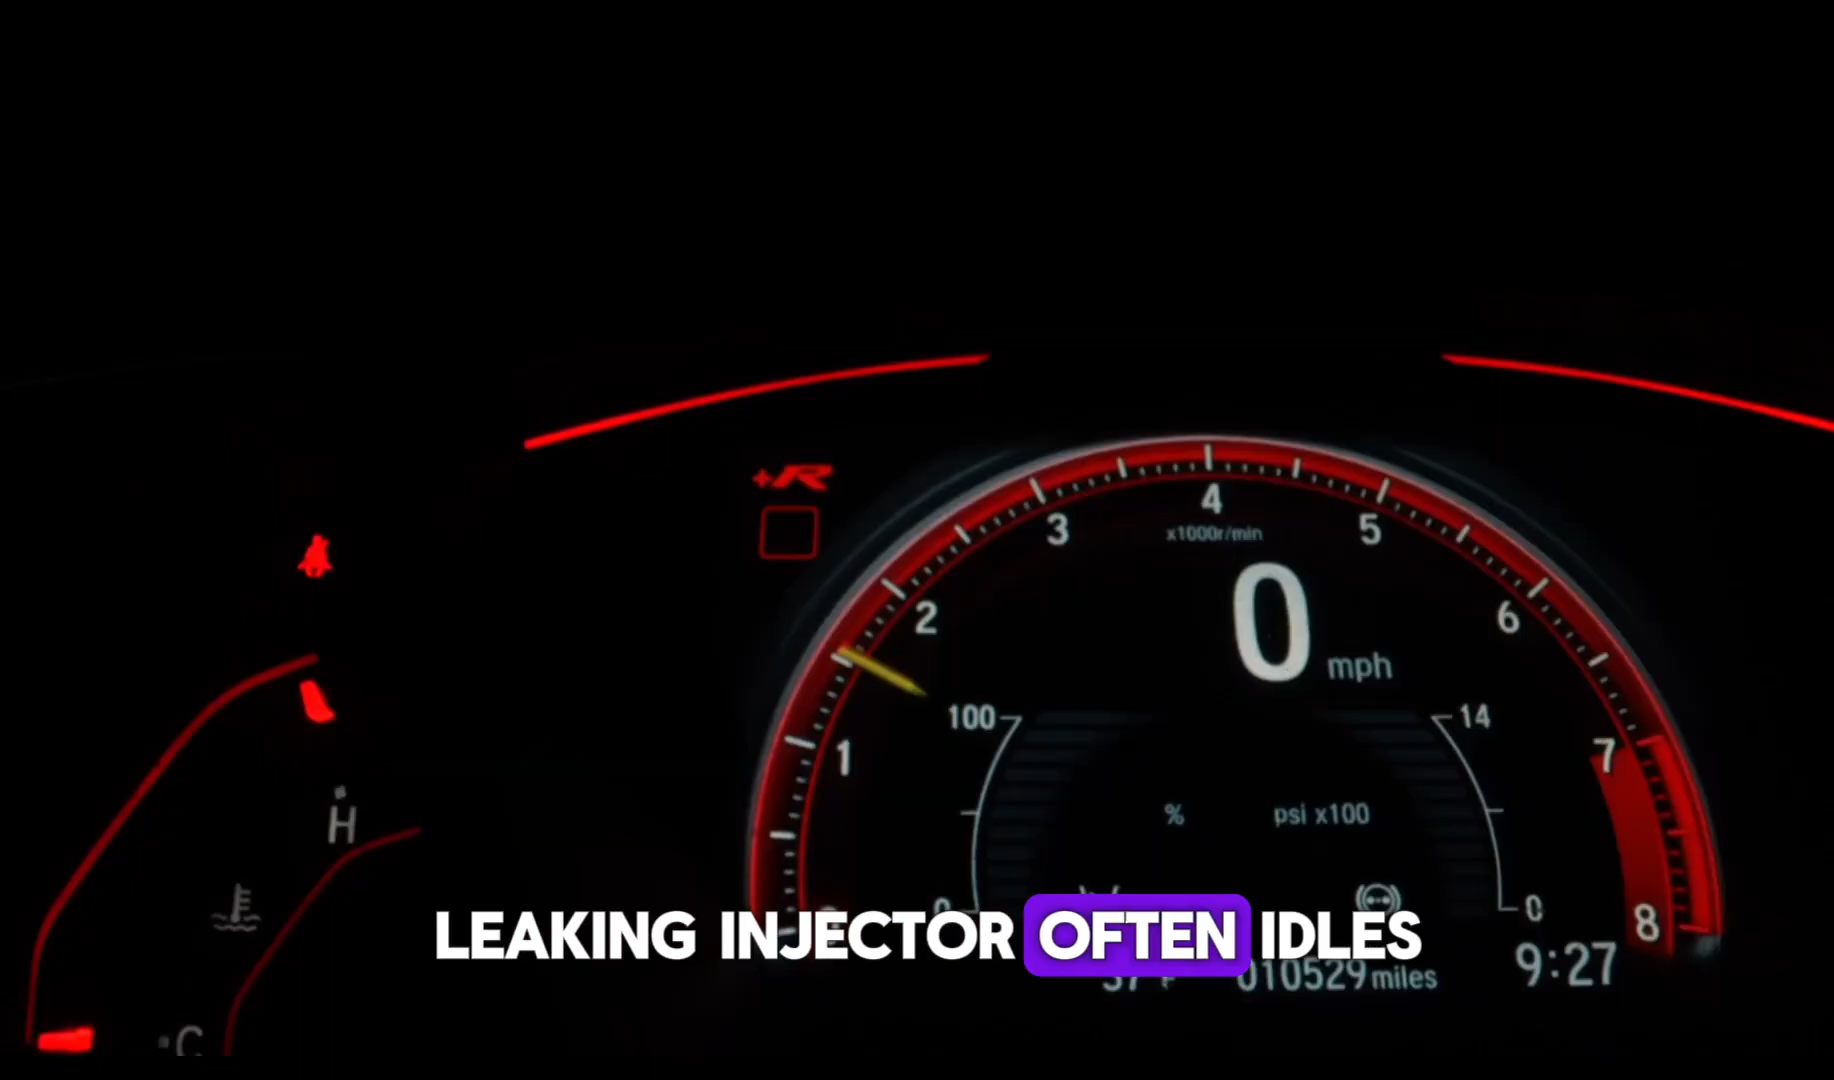 +R
4
3
5
x1000r/min
0 mph
2
6
100
14
1
7
% psi x100
H
0
8
LEAKING INJECTOR OFTEN IDLES
010529 miles
9:27
C